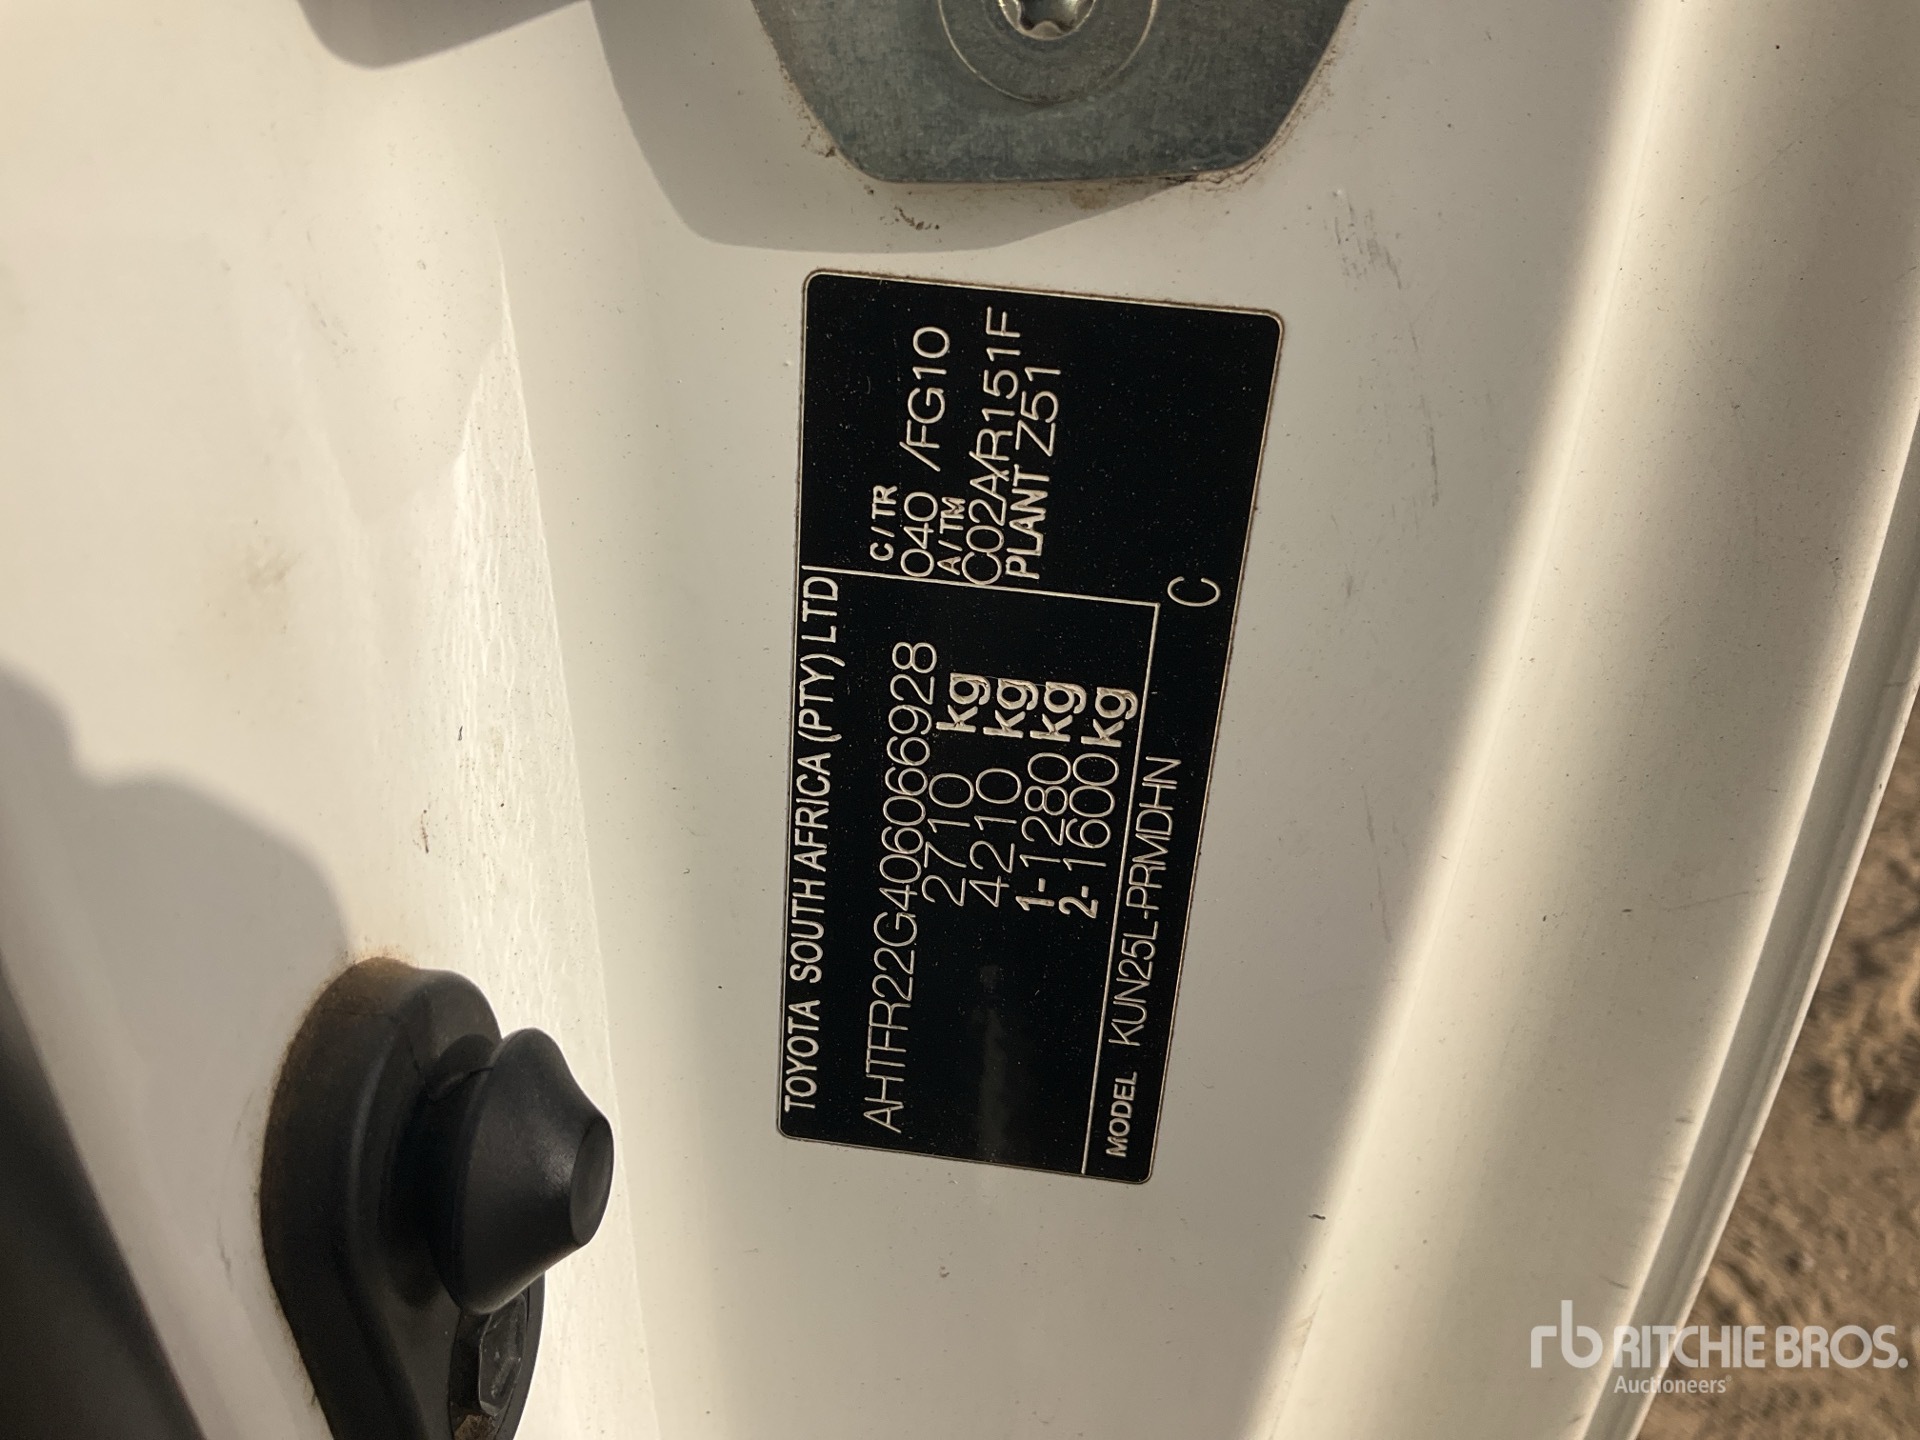 TOYOTA SOUTH AFRICA (PTY) LTD
AHTFR22G406066928
2710 kg
4210 kg
1-1280 kg
2-1600 kg
C/TR
040 /FG10
A/TM
C02A/R151F
PLANT Z51
MODEL KUN25L-PRMDHN
C
rb RITCHIE BROS.
Auctioneers